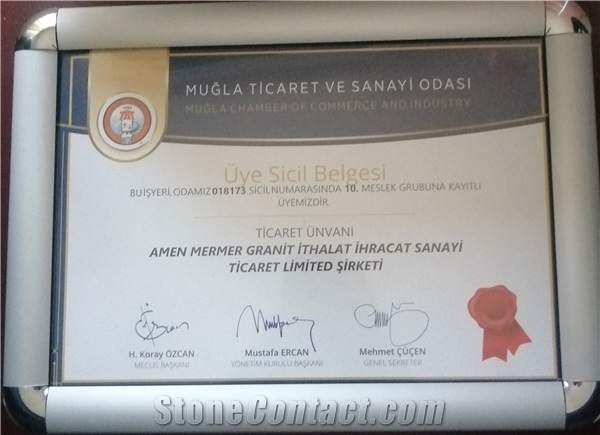 MUĞLA TİCARET VE SANAYİ ODASI
MUĞLA CHAMBER OF COMMERCE AND INDUSTRY
Üye Sicil Belgesi
BU İŞYERİ, ODAMIZ 018173 SİCİL NUMARASINDA 10. MESLEK GRUBUNA KAYITLI
ÜYEMİZDİR.
TİCARET ÜNVANI
AMEN MERMER GRANİT İTHALAT İHRACAT SANAYİ
TİCARET LİMİTED ŞİRKETİ
H. Koray ÖZCAN Mustafa ERCAN Mehmet ÇÜÇEN
MECLİS BAŞKANI YÖNETİM KURULU BAŞKANI GENEL SEKRETER
StoneContact.com